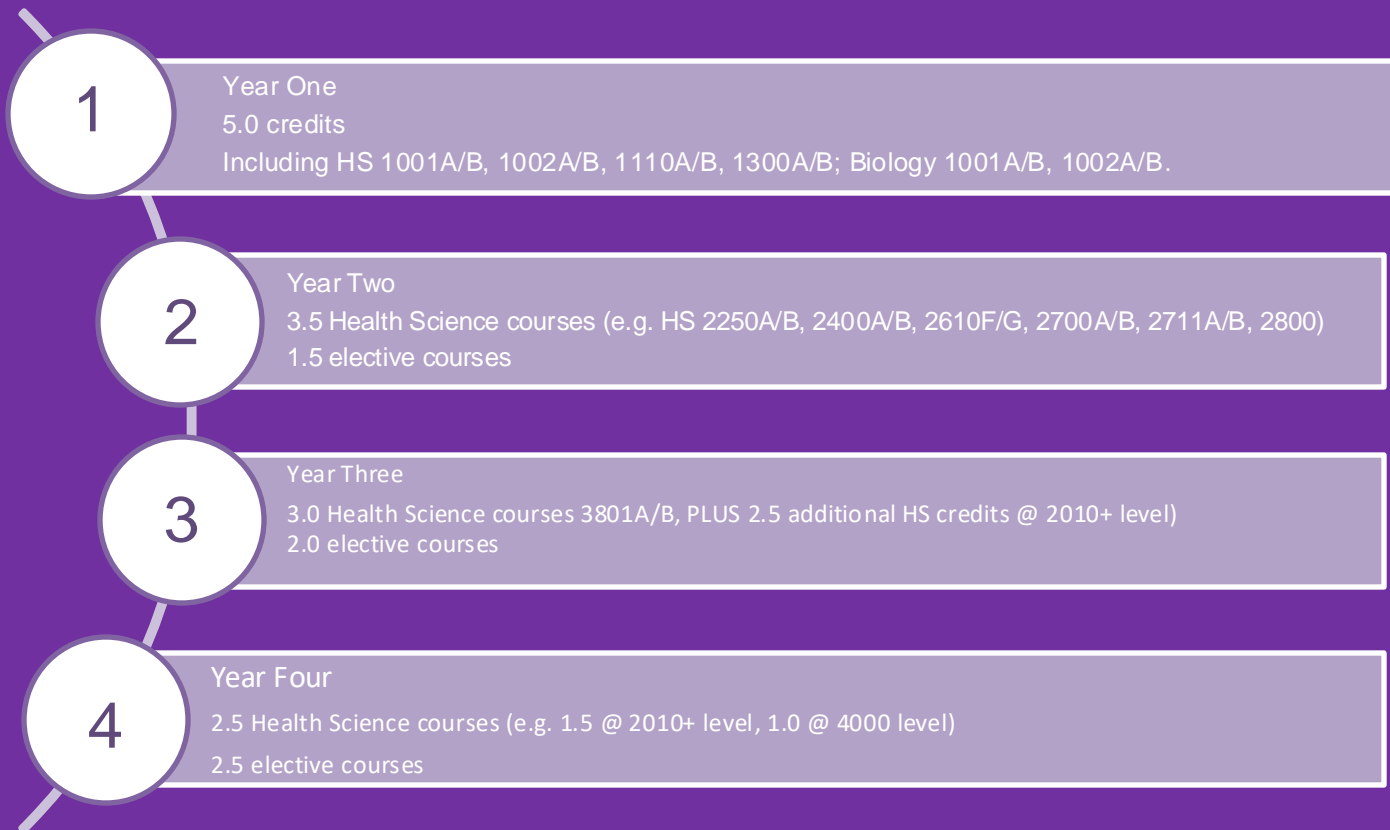 1
Year One
5.0 credits
Including HS 1001A/B, 1002A/B, 1110A/B, 1300A/B; Biology 1001A/B, 1002A/B.
2
Year Two
3.5 Health Science courses (e.g. HS 2250A/B, 2400A/B, 2610F/G, 2700A/B, 2711A/B, 2800)
1.5 elective courses
3
Year Three
3.0 Health Science courses 3801A/B, PLUS 2.5 additional HS credits @ 2010+ level)
2.0 elective courses
4
Year Four
2.5 Health Science courses (e.g. 1.5 @ 2010+ level, 1.0 @ 4000 level)
2.5 elective courses